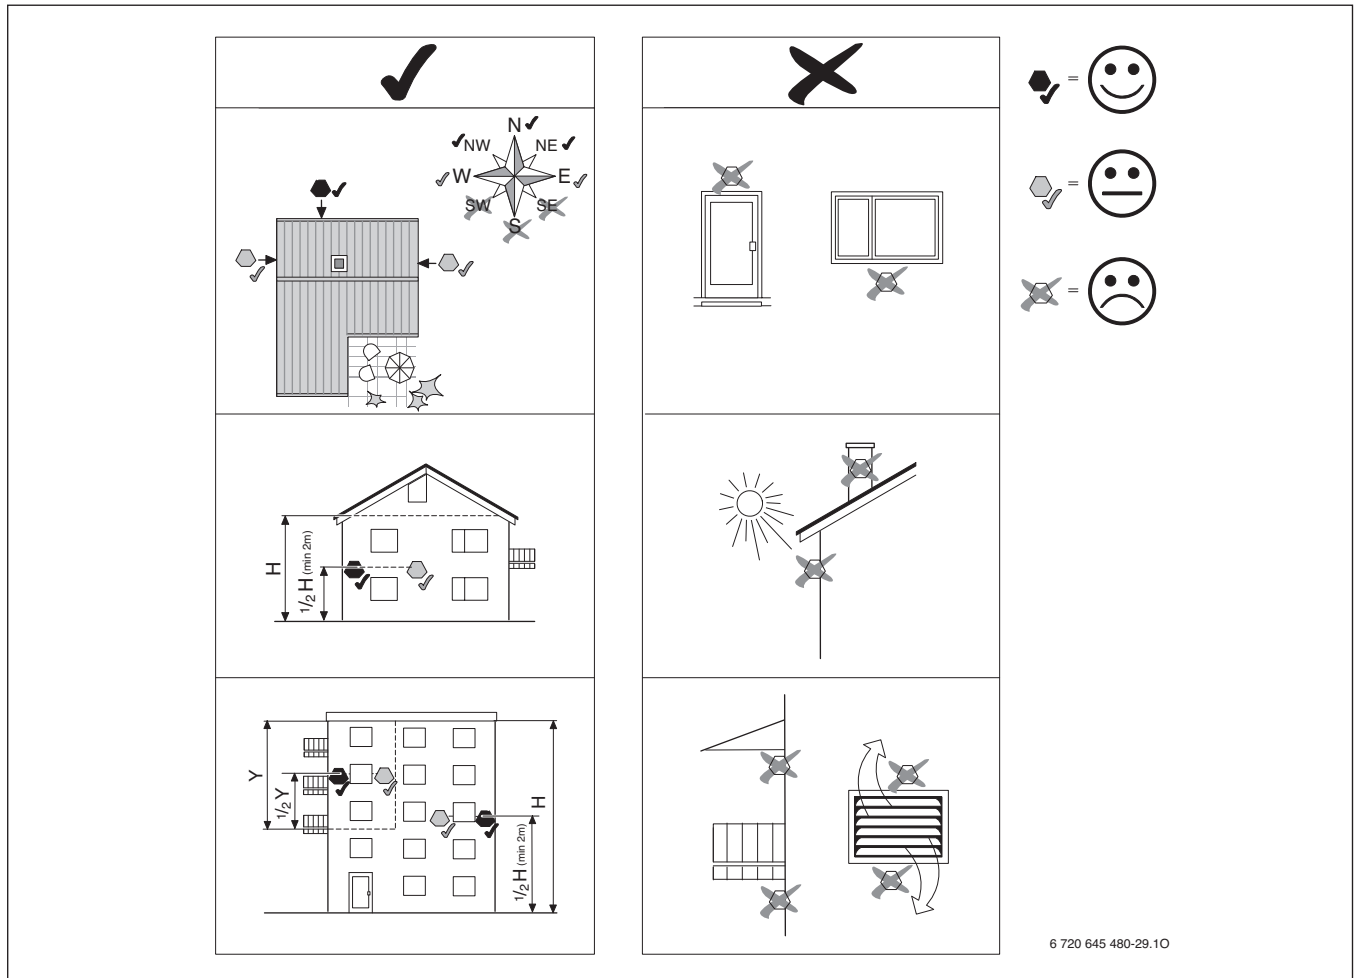 N
NW NE
W E
SW SE
S
=
=
=
H
1/2 H (min 2m)
Y
1/2 Y
H
1/2 H (min 2m)
6 720 645 480-29.1O